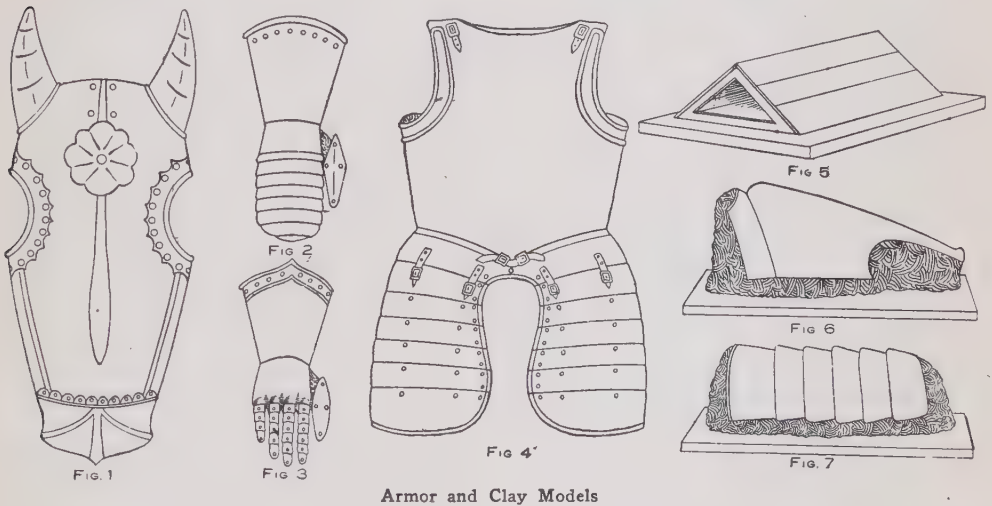 FIG. 1
FIG 2
FIG 3
FIG 4
FIG 5
FIG 6
FIG. 7
Armor and Clay Models